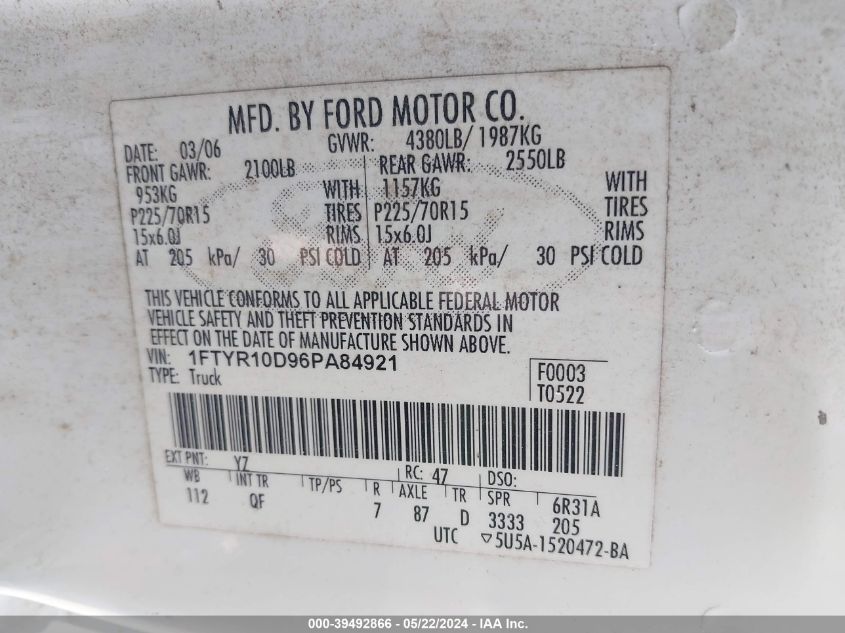 MFD. BY FORD MOTOR CO.
DATE: 03/06 GVWR: 4380LB/ 1987KG
FRONT GAWR: 2100LB REAR GAWR: 2550LB
953KG WITH 1157KG WITH
P225/70R15 TIRES P225/70R15 TIRES
15x6.0J RIMS 15x6.0J RIMS
AT 205 kPa/ 30 PSI COLD AT 205 kPa/ 30 PSI COLD
THIS VEHICLE CONFORMS TO ALL APPLICABLE FEDERAL MOTOR
VEHICLE SAFETY AND THEFT PREVENTION STANDARDS IN
EFFECT ON THE DATE OF MANUFACTURE SHOWN ABOVE.
VIN: 1FTYR10D96PA84921
TYPE: Truck
F0003
T0522
EXT PNT: YZ RC: 47 DSO:
WB INT TR TP/PS R AXLE TR SPR 6R31A
112 QF 7 87 D 3333 205
UTC ▽5U5A-1520472-BA
000-39492866 - 05/22/2024 - IAA Inc.